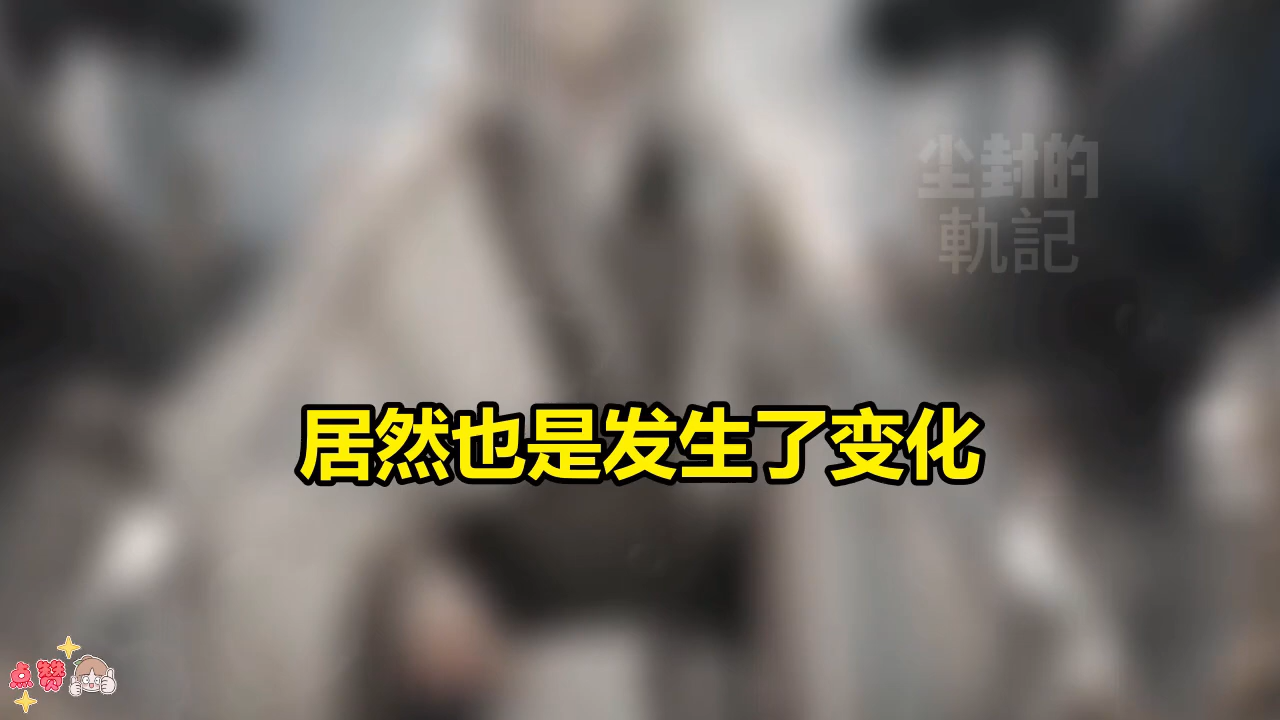 尘封的
軌記
居然也是发生了变化
点赞